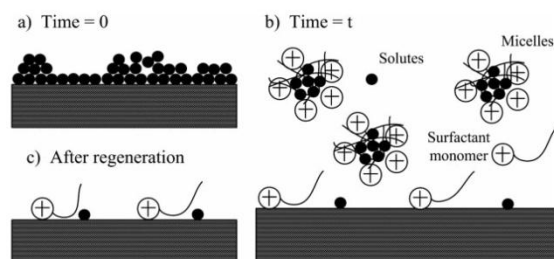 a) Time = 0
b) Time = t
Solutes
Micelles
Surfactant
monomer
c) After regeneration